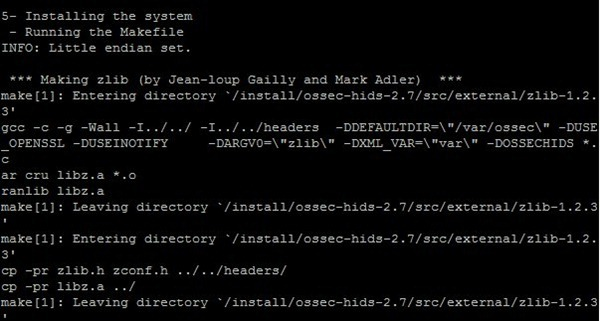 5- Installing the system
 - Running the Makefile
INFO: Little endian set.

 *** Making zlib (by Jean-loup Gailly and Mark Adler)  ***
make[1]: Entering directory `/install/ossec-hids-2.7/src/external/zlib-1.2.
3'
gcc -c -g -Wall -I../../ -I../../headers  -DDEFAULTDIR=\"/var/ossec\" -DUSE
_OPENSSL -DUSEINOTIFY     -DARGV0=\"zlib\" -DXML_VAR=\"var\" -DOSSECHIDS *.
c
ar cru libz.a *.o
ranlib libz.a
make[1]: Leaving directory `/install/ossec-hids-2.7/src/external/zlib-1.2.3
'
make[1]: Entering directory `/install/ossec-hids-2.7/src/external/zlib-1.2.
3'
cp -pr zlib.h zconf.h ../../headers/
cp -pr libz.a ../
make[1]: Leaving directory `/install/ossec-hids-2.7/src/external/zlib-1.2.3
'